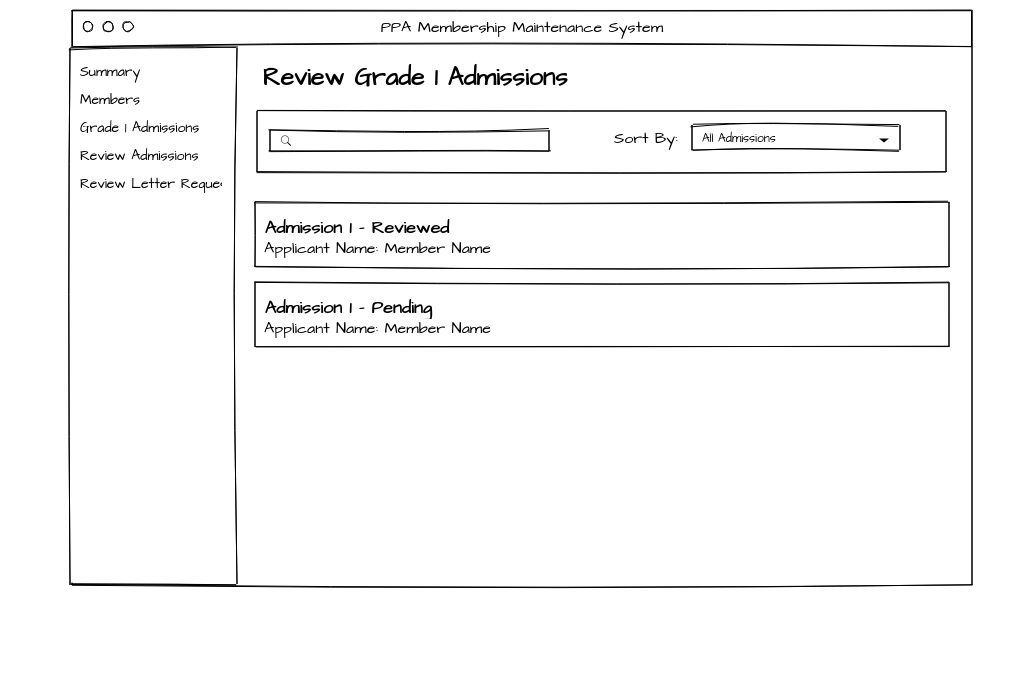 PPA Membership Maintenance System
Summary
Members
Grade 1 Admissions
Review Admissions
Review Letter Reque
Review Grade 1 Admissions
Sort By:
All Admissions
Admission 1 - Reviewed
Applicant Name: Member Name
Admission 1 - Pending
Applicant Name: Member Name